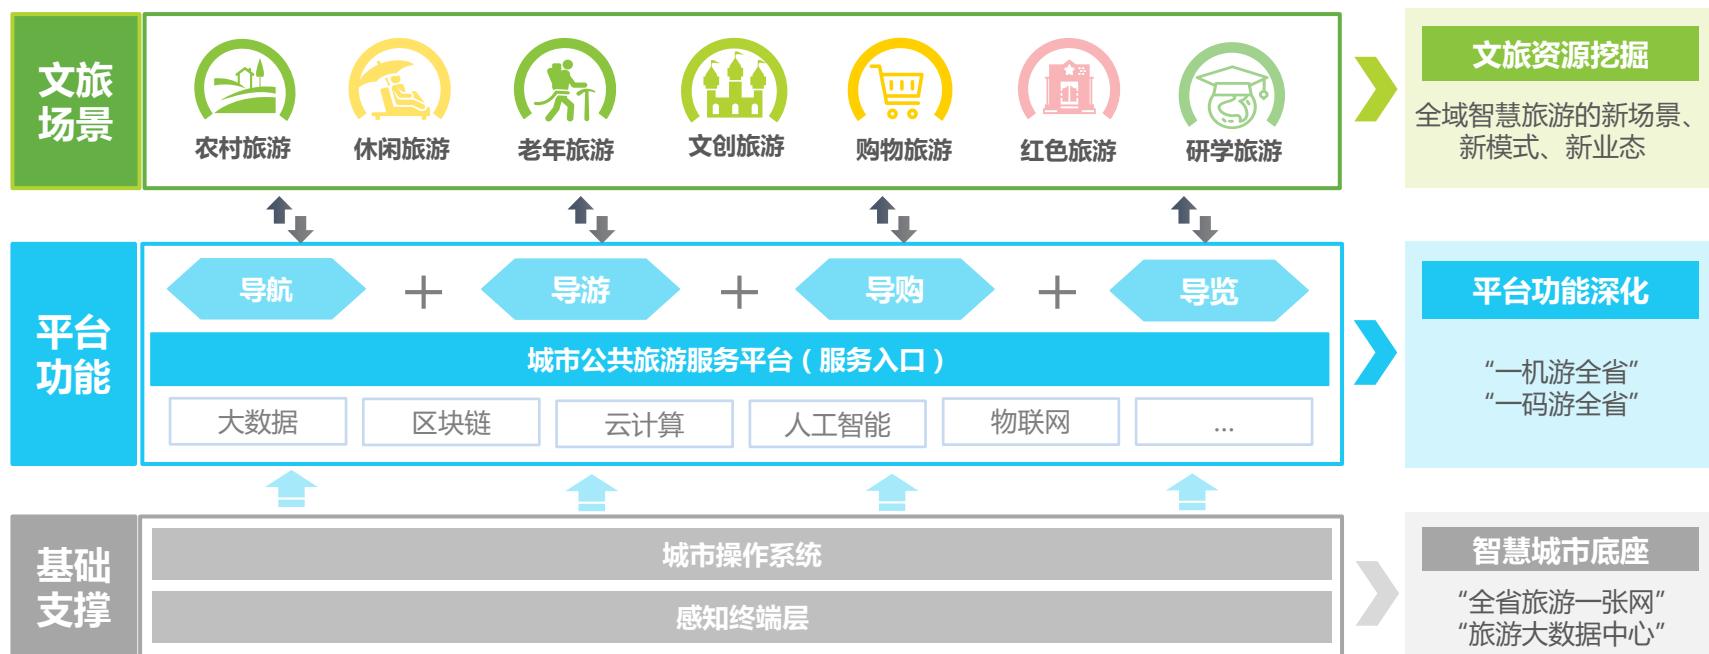 文旅
场景
农村旅游
休闲旅游
老年旅游
文创旅游
购物旅游
红色旅游
研学旅游
文旅资源挖掘
全域智慧旅游的新场景、
新模式、新业态
平台
功能
导航
+
导游
+
导购
+
导览
城市公共旅游服务平台（服务入口）
大数据
区块链
云计算
人工智能
物联网
...
平台功能深化
“一机游全省”
“一码游全省”
基础
支撑
城市操作系统
感知终端层
智慧城市底座
“全省旅游一张网”
“旅游大数据中心”